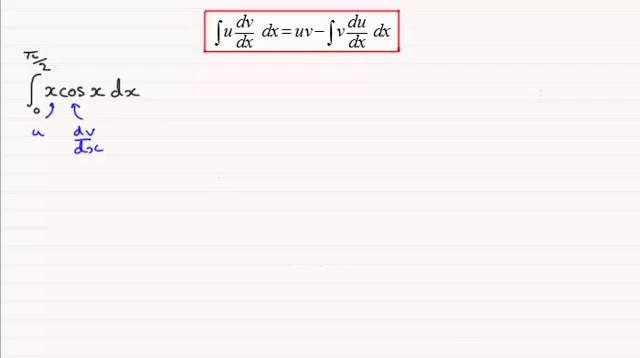 ∫ u dv/dx dx = uv − ∫ v du/dx dx
∫₀^(π/2) x cos x dx
u dv/dx